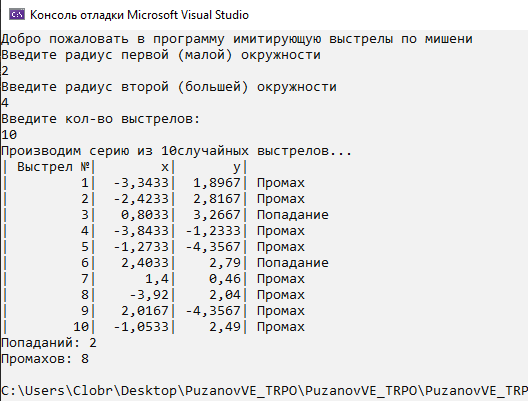 Консоль отладки Microsoft Visual Studio
Добро пожаловать в программу имитирующую выстрелы по мишени
Введите радиус первой (малой) окружности
2
Введите радиус второй (большей) окружности
4
Введите кол-во выстрелов:
10
Производим серию из 10случайных выстрелов...
| Выстрел №| x| y|
| 1| -3,3433| 1,8967| Промах
| 2| -2,4233| 2,8167| Промах
| 3| 0,8033| 3,2667| Попадание
| 4| -3,8433| -1,2333| Промах
| 5| -1,2733| -4,3567| Промах
| 6| 2,4033| 2,79| Попадание
| 7| 1,4| 0,46| Промах
| 8| -3,92| 2,04| Промах
| 9| 2,0167| -4,3567| Промах
| 10| -1,0533| 2,49| Промах
Попаданий: 2
Промахов: 8
C:\Users\Clobr\Desktop\PuzanovVE_TRPO\PuzanovVE_TRPO\PuzanovVE_TRP